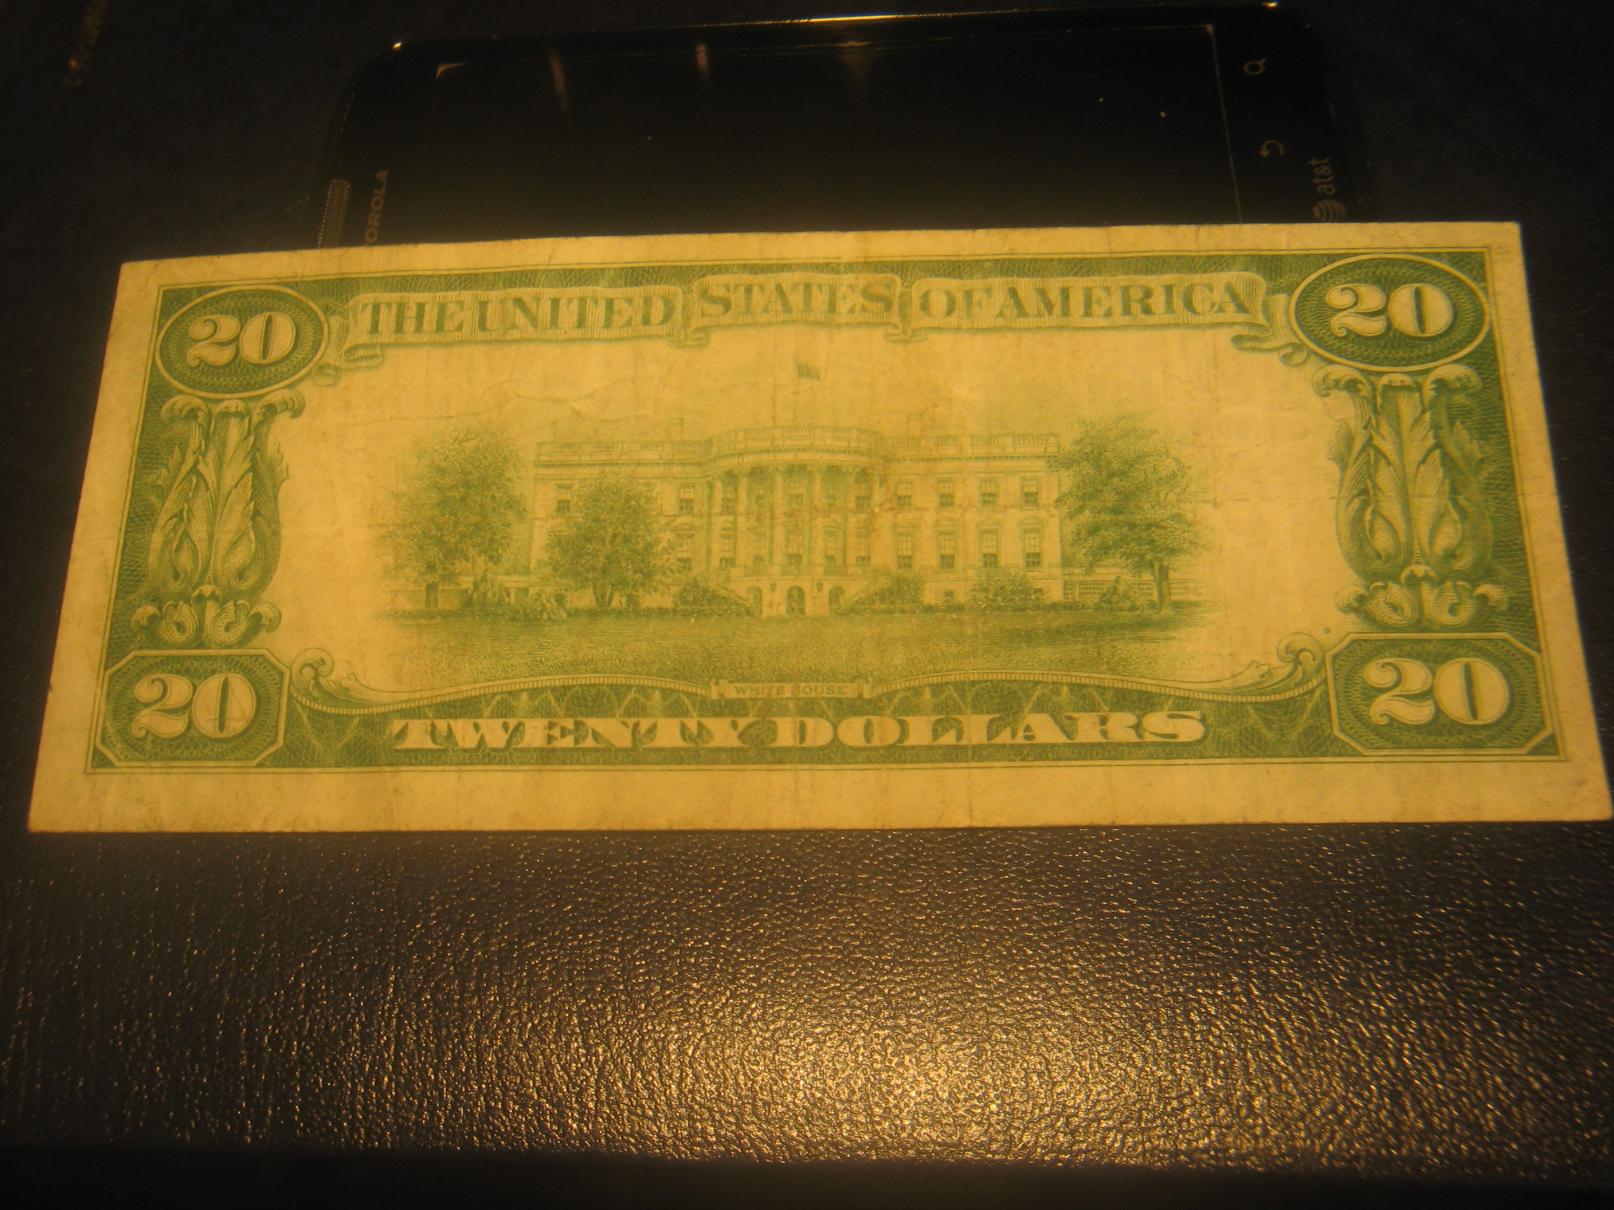 OROLA
at&t
20 THE UNITED STATES OF AMERICA 20
WHITE HOUSE
20 TWENTY DOLLARS 20